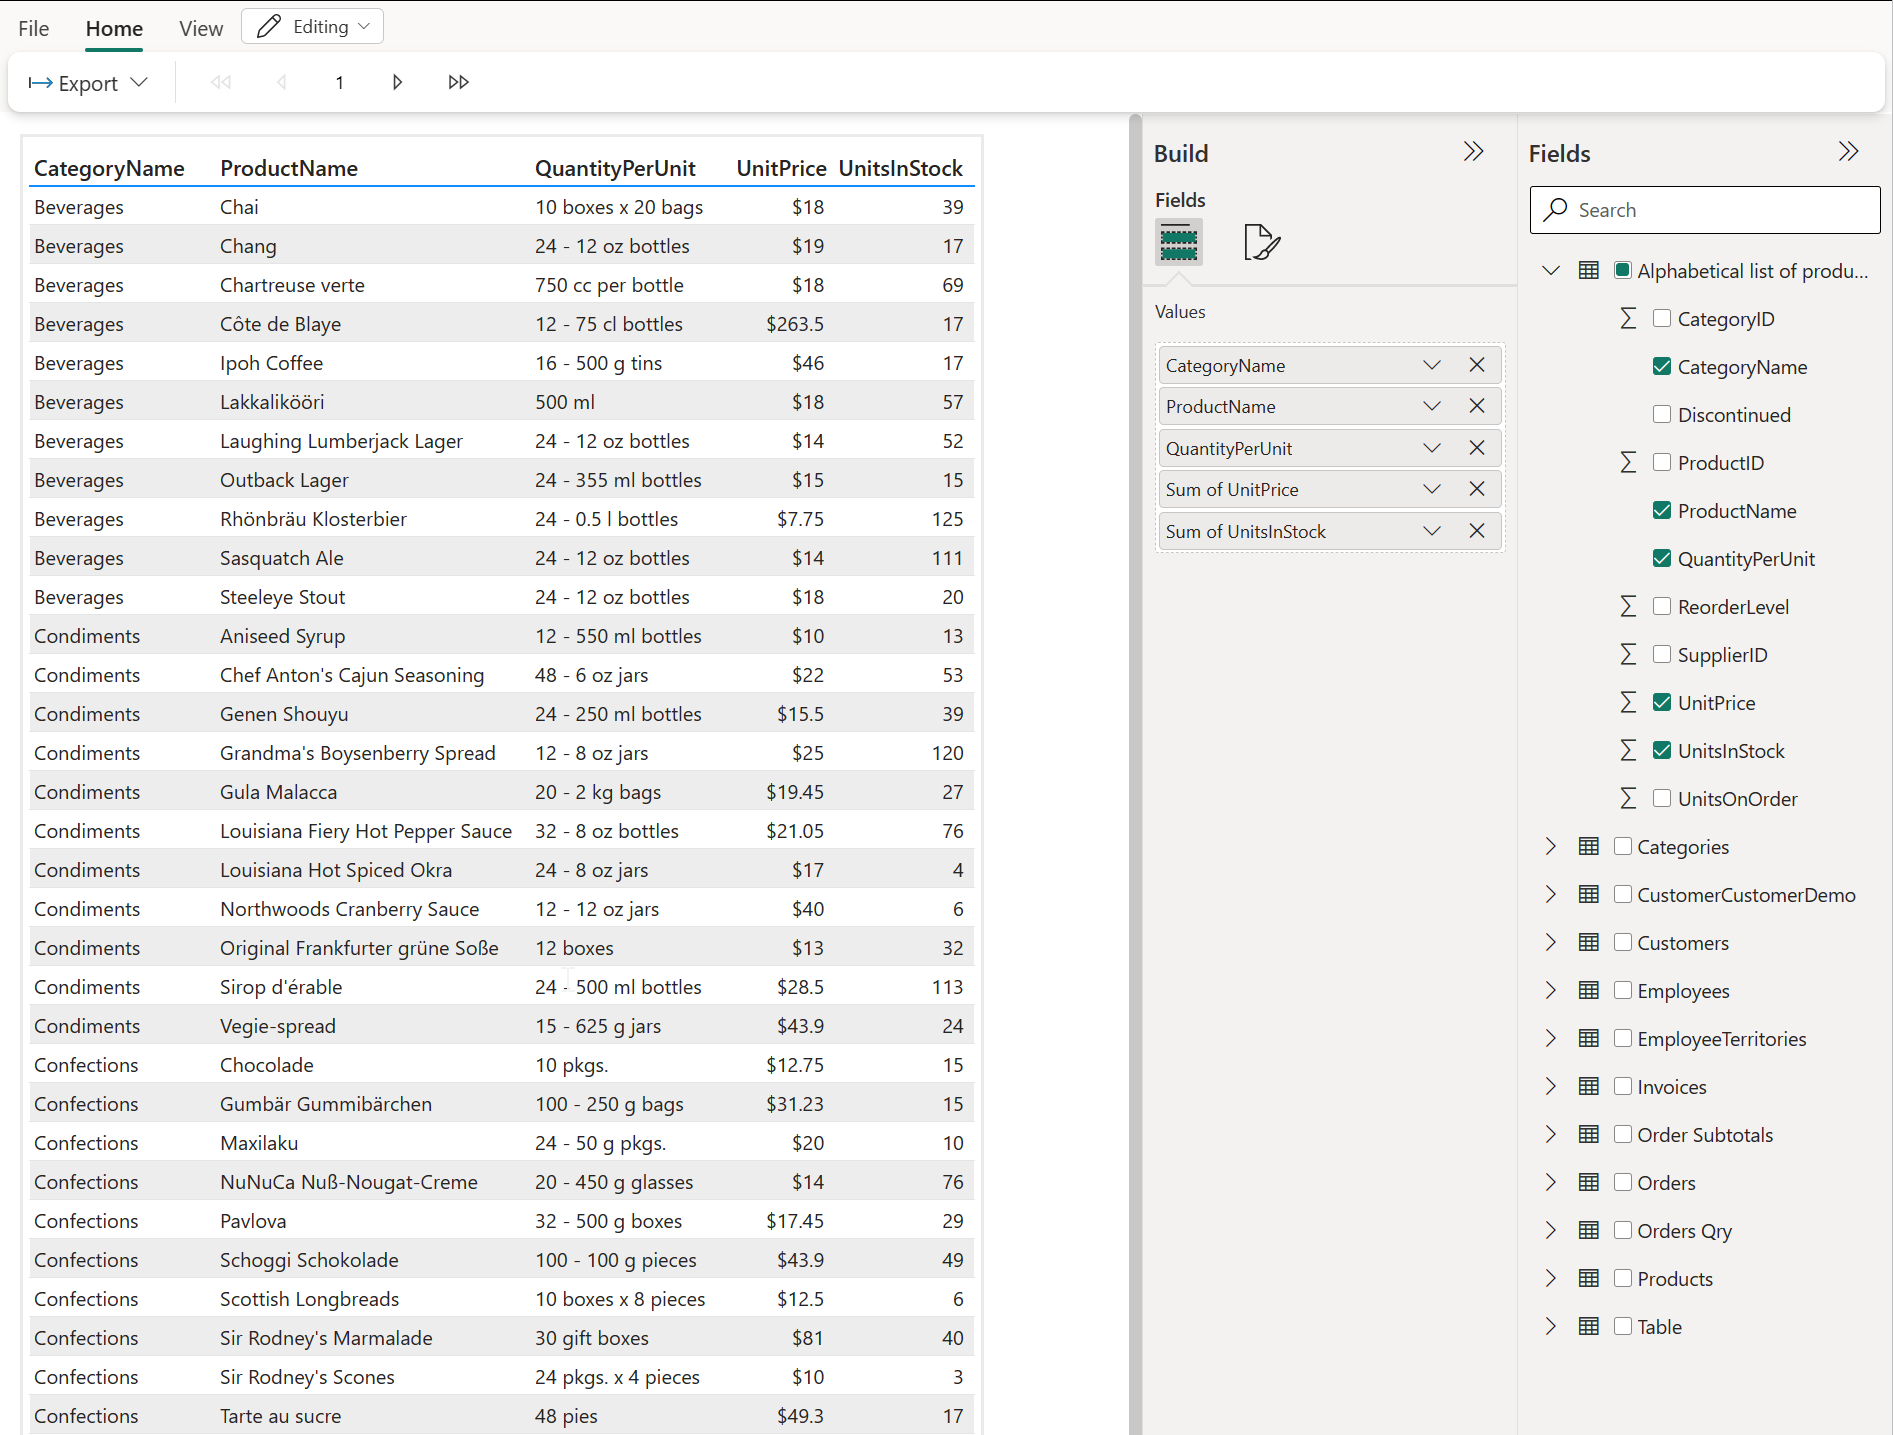 File Home View Editing
Export 1
CategoryName ProductName QuantityPerUnit UnitPrice UnitsInStock
Beverages Chai 10 boxes x 20 bags $18 39
Beverages Chang 24 - 12 oz bottles $19 17
Beverages Chartreuse verte 750 cc per bottle $18 69
Beverages Côte de Blaye 12 - 75 cl bottles $263.5 17
Beverages Ipoh Coffee 16 - 500 g tins $46 17
Beverages Lakkalikööri 500 ml $18 57
Beverages Laughing Lumberjack Lager 24 - 12 oz bottles $14 52
Beverages Outback Lager 24 - 355 ml bottles $15 15
Beverages Rhönbräu Klosterbier 24 - 0.5 l bottles $7.75 125
Beverages Sasquatch Ale 24 - 12 oz bottles $14 111
Beverages Steeleye Stout 24 - 12 oz bottles $18 20
Condiments Aniseed Syrup 12 - 550 ml bottles $10 13
Condiments Chef Anton's Cajun Seasoning 48 - 6 oz jars $22 53
Condiments Genen Shouyu 24 - 250 ml bottles $15.5 39
Condiments Grandma's Boysenberry Spread 12 - 8 oz jars $25 120
Condiments Gula Malacca 20 - 2 kg bags $19.45 27
Condiments Louisiana Fiery Hot Pepper Sauce 32 - 8 oz bottles $21.05 76
Condiments Louisiana Hot Spiced Okra 24 - 8 oz jars $17 4
Condiments Northwoods Cranberry Sauce 12 - 12 oz jars $40 6
Condiments Original Frankfurter grüne Soße 12 boxes $13 32
Condiments Sirop d'érable 24 - 500 ml bottles $28.5 113
Condiments Vegie-spread 15 - 625 g jars $43.9 24
Confections Chocolade 10 pkgs. $12.75 15
Confections Gumbär Gummibärchen 100 - 250 g bags $31.23 15
Confections Maxilaku 24 - 50 g pkgs. $20 10
Confections NuNuCa Nuß-Nougat-Creme 20 - 450 g glasses $14 76
Confections Pavlova 32 - 500 g boxes $17.45 29
Confections Schoggi Schokolade 100 - 100 g pieces $43.9 49
Confections Scottish Longbreads 10 boxes x 8 pieces $12.5 6
Confections Sir Rodney's Marmalade 30 gift boxes $81 40
Confections Sir Rodney's Scones 24 pkgs. x 4 pieces $10 3
Confections Tarte au sucre 48 pies $49.3 17
Build
Fields
Values
CategoryName
ProductName
QuantityPerUnit
Sum of UnitPrice
Sum of UnitsInStock
Fields
Search
Alphabetical list of produ...
CategoryID
CategoryName
Discontinued
ProductID
ProductName
QuantityPerUnit
ReorderLevel
SupplierID
UnitPrice
UnitsInStock
UnitsOnOrder
Categories
CustomerCustomerDemo
Customers
Employees
EmployeeTerritories
Invoices
Order Subtotals
Orders
Orders Qry
Products
Table